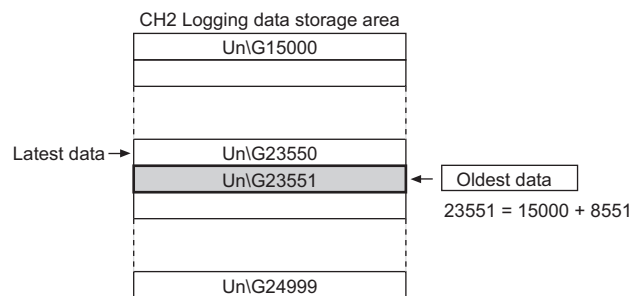 CH2 Logging data storage area
Un\G15000
Latest data
Un\G23550
Un\G23551
Oldest data
23551 = 15000 + 8551
Un\G24999